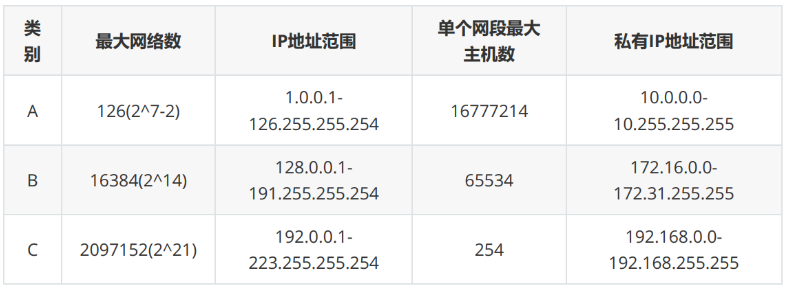 类别 最大网络数 IP地址范围 单个网段最大主机数 私有IP地址范围
A 126(2^7-2) 1.0.0.1-126.255.255.254 16777214 10.0.0.0-10.255.255.255
B 16384(2^14) 128.0.0.1-191.255.255.254 65534 172.16.0.0-172.31.255.255
C 2097152(2^21) 192.0.0.1-223.255.255.254 254 192.168.0.0-192.168.255.255